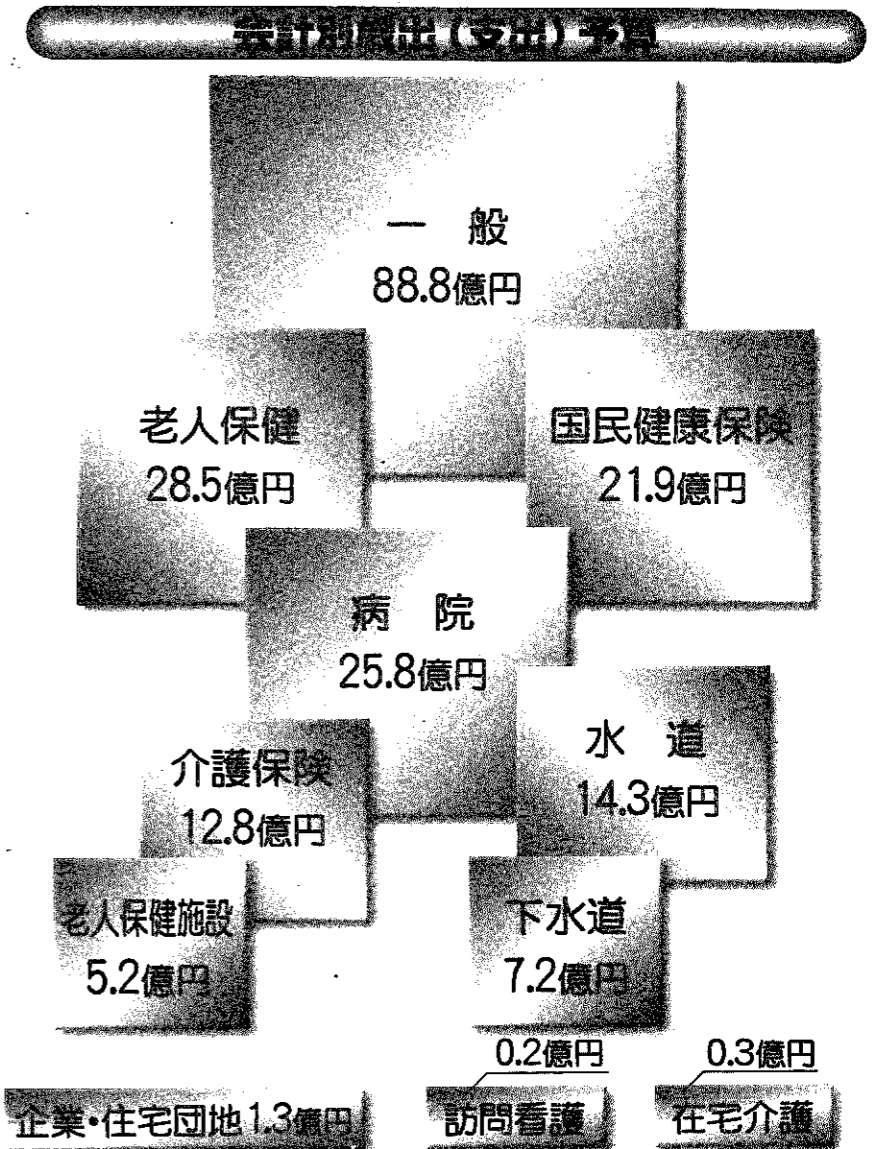 会計別歳出(支出)予算
一般
88.8億円
老人保健
28.5億円
国民健康保険
21.9億円
病院
25.8億円
水道
14.3億円
介護保険
12.8億円
老人保健施設
5.2億円
下水道
7.2億円
0.2億円
0.3億円
企業・住宅団地1.3億円
訪問看護
在宅介護